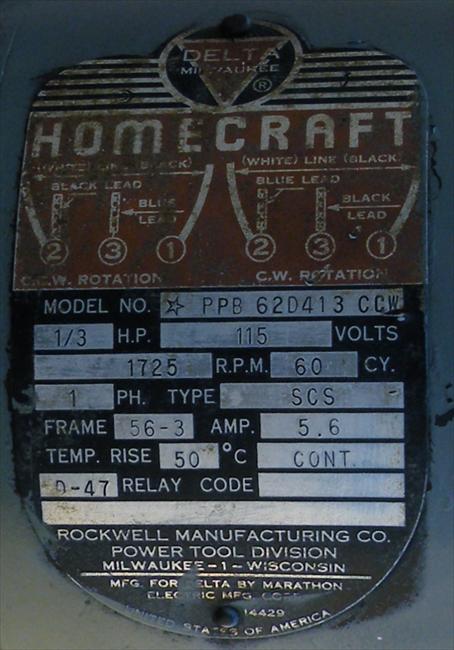 DELTA
MILWAUKEE
®
HOMECRAFT
(WHITE) LINE (BLACK) (WHITE) LINE (BLACK)
BLACK LEAD BLUE LEAD
BLUE LEAD BLACK LEAD
2 3 1 2 3 1
C.C.W. ROTATION C.W. ROTATION
MODEL NO. ☆ PPB 62D413 CCW
1/3 H.P. 115 VOLTS
1725 R.P.M. 60 CY.
1 PH. TYPE SCS
FRAME 56-3 AMP. 5.6
TEMP. RISE 50 °C CONT.
D-47 RELAY CODE
ROCKWELL MANUFACTURING CO.
POWER TOOL DIVISION
MILWAUKEE-1-WISCONSIN
MFG. FOR DELTA BY MARATHON
ELECTRIC MFG. CORP.
14429
UNITED STATES OF AMERICA